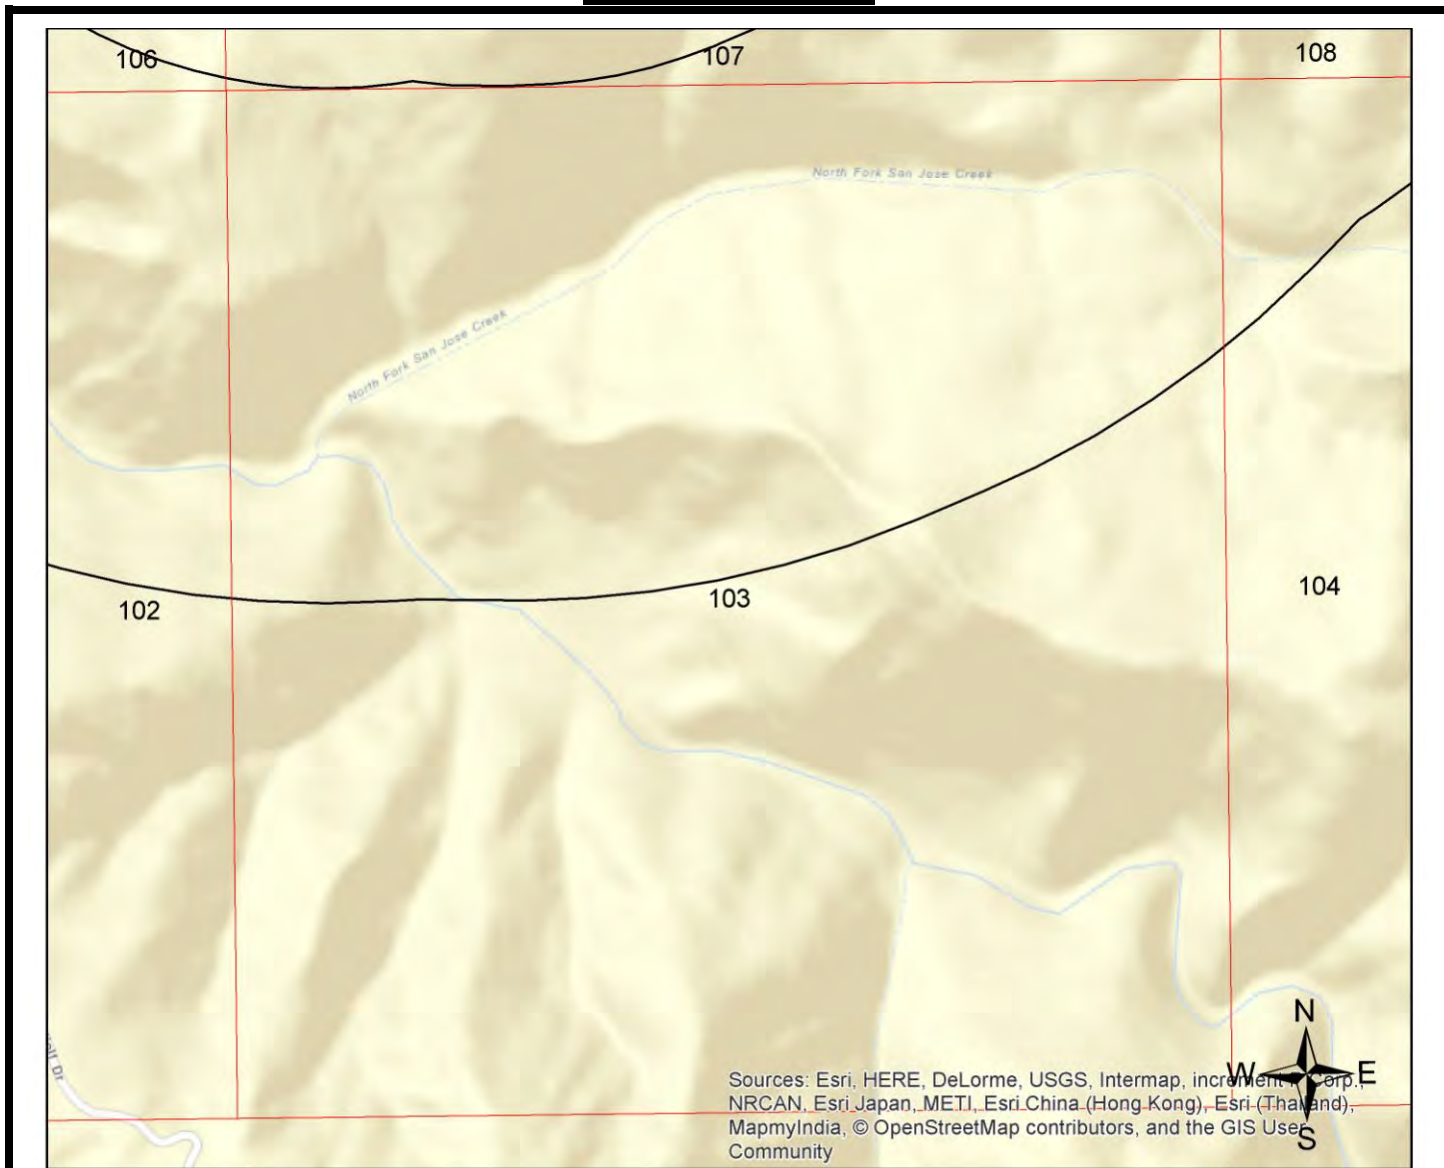 106
107
108
North Fork San Jose Creek
North Fork San Jose Creek
102
103
104
N
W
E
S
Dr
Sources: Esri, HERE, DeLorme, USGS, Intermap, increment Corp.,
NRCAN, Esri Japan, METI, Esri China (Hong Kong), Esri (Thailand),
MapmyIndia, © OpenStreetMap contributors, and the GIS User
Community